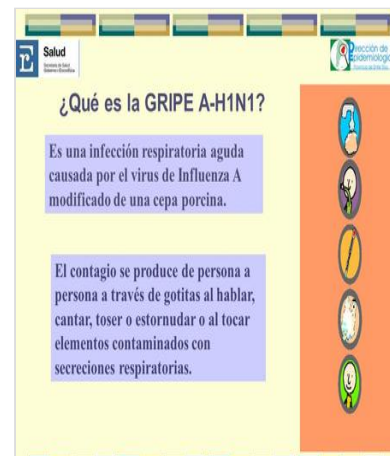 Salud
Dirección de
Epidemiología
¿Qué es la GRIPE A-H1N1?
Es una infección respiratoria aguda
causada por el virus de Influenza A
modificado de una cepa porcina.
El contagio se produce de persona a
persona a través de gotitas al hablar,
cantar, toser o estornudar o al tocar
elementos contaminados con
secreciones respiratorias.